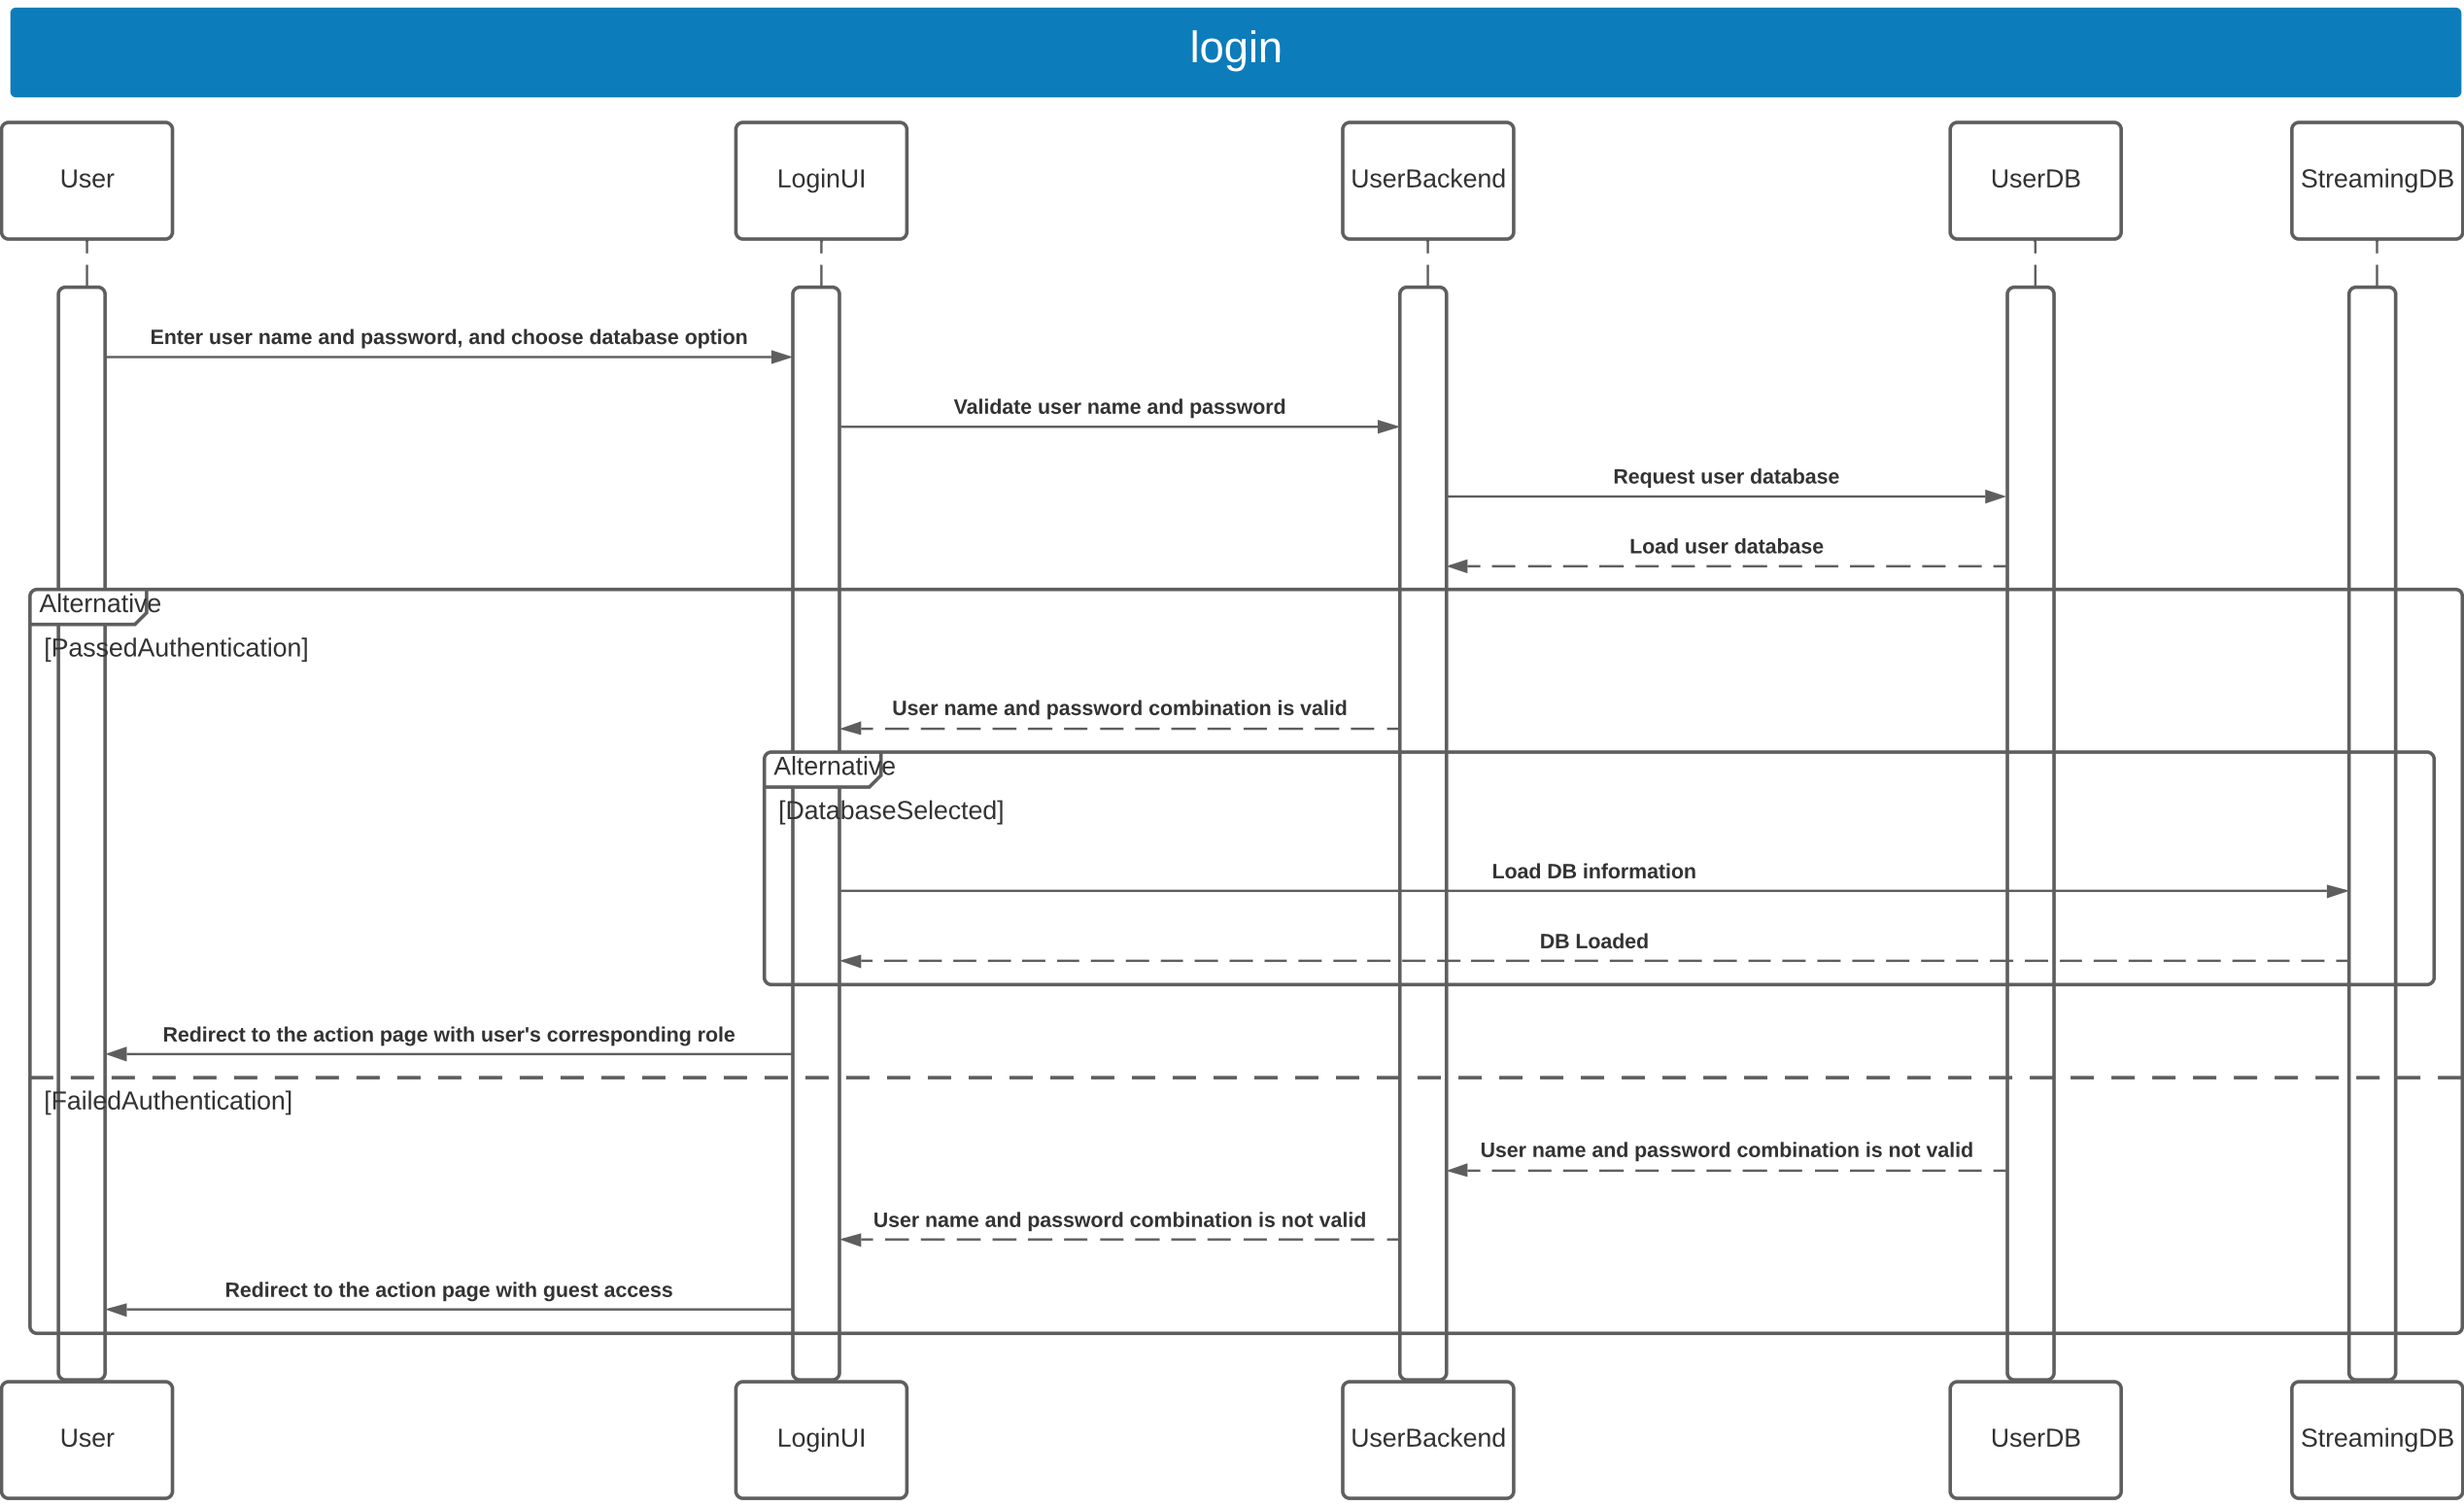 login
User
LoginUI
UserBackend
UserDB
StreamingDB
Enter user name and password, and choose database option
Validate user name and password
Request user database
Load user database
Alternative
[PassedAuthentication]
User name and password combination is valid
Alternative
[DatabaseSelected]
Load DB information
DB Loaded
Redirect to the action page with user's corresponding role
[FailedAuthentication]
User name and password combination is not valid
User name and password combination is not valid
Redirect to the action page with guest access
User
LoginUI
UserBackend
UserDB
StreamingDB